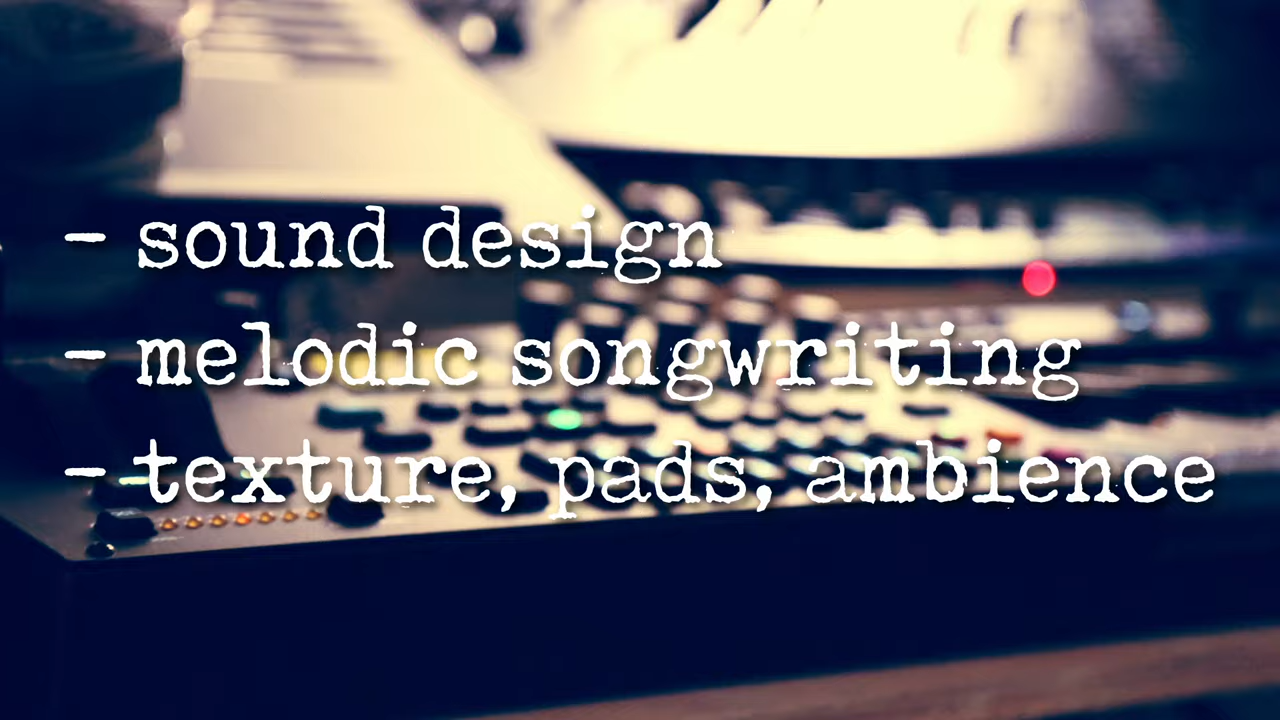 - sound design
- melodic songwriting
- texture, pads, ambience